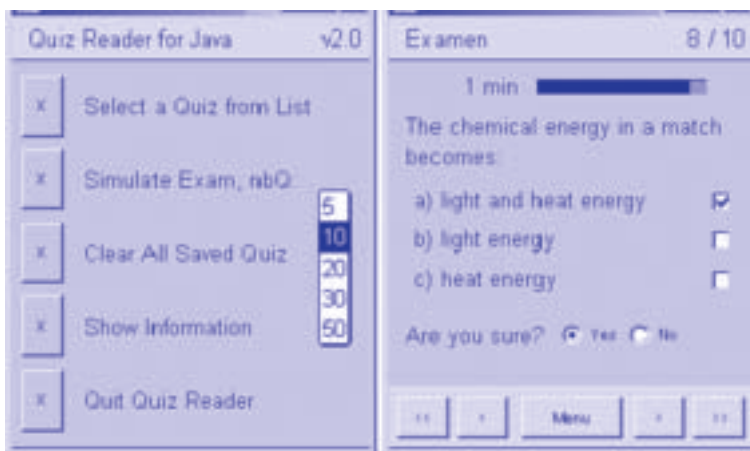 Quiz Reader for Java v2.0
x Select a Quiz from List
x Simulate Exam, nbQ:
5
10
20
30
50
x Clear All Saved Quiz
x Show Information
x Quit Quiz Reader
Examen 8 / 10
1 min
The chemical energy in a match
becomes:
a) light and heat energy
b) light energy
c) heat energy
Are you sure? Yes No
<< < Menu > >>